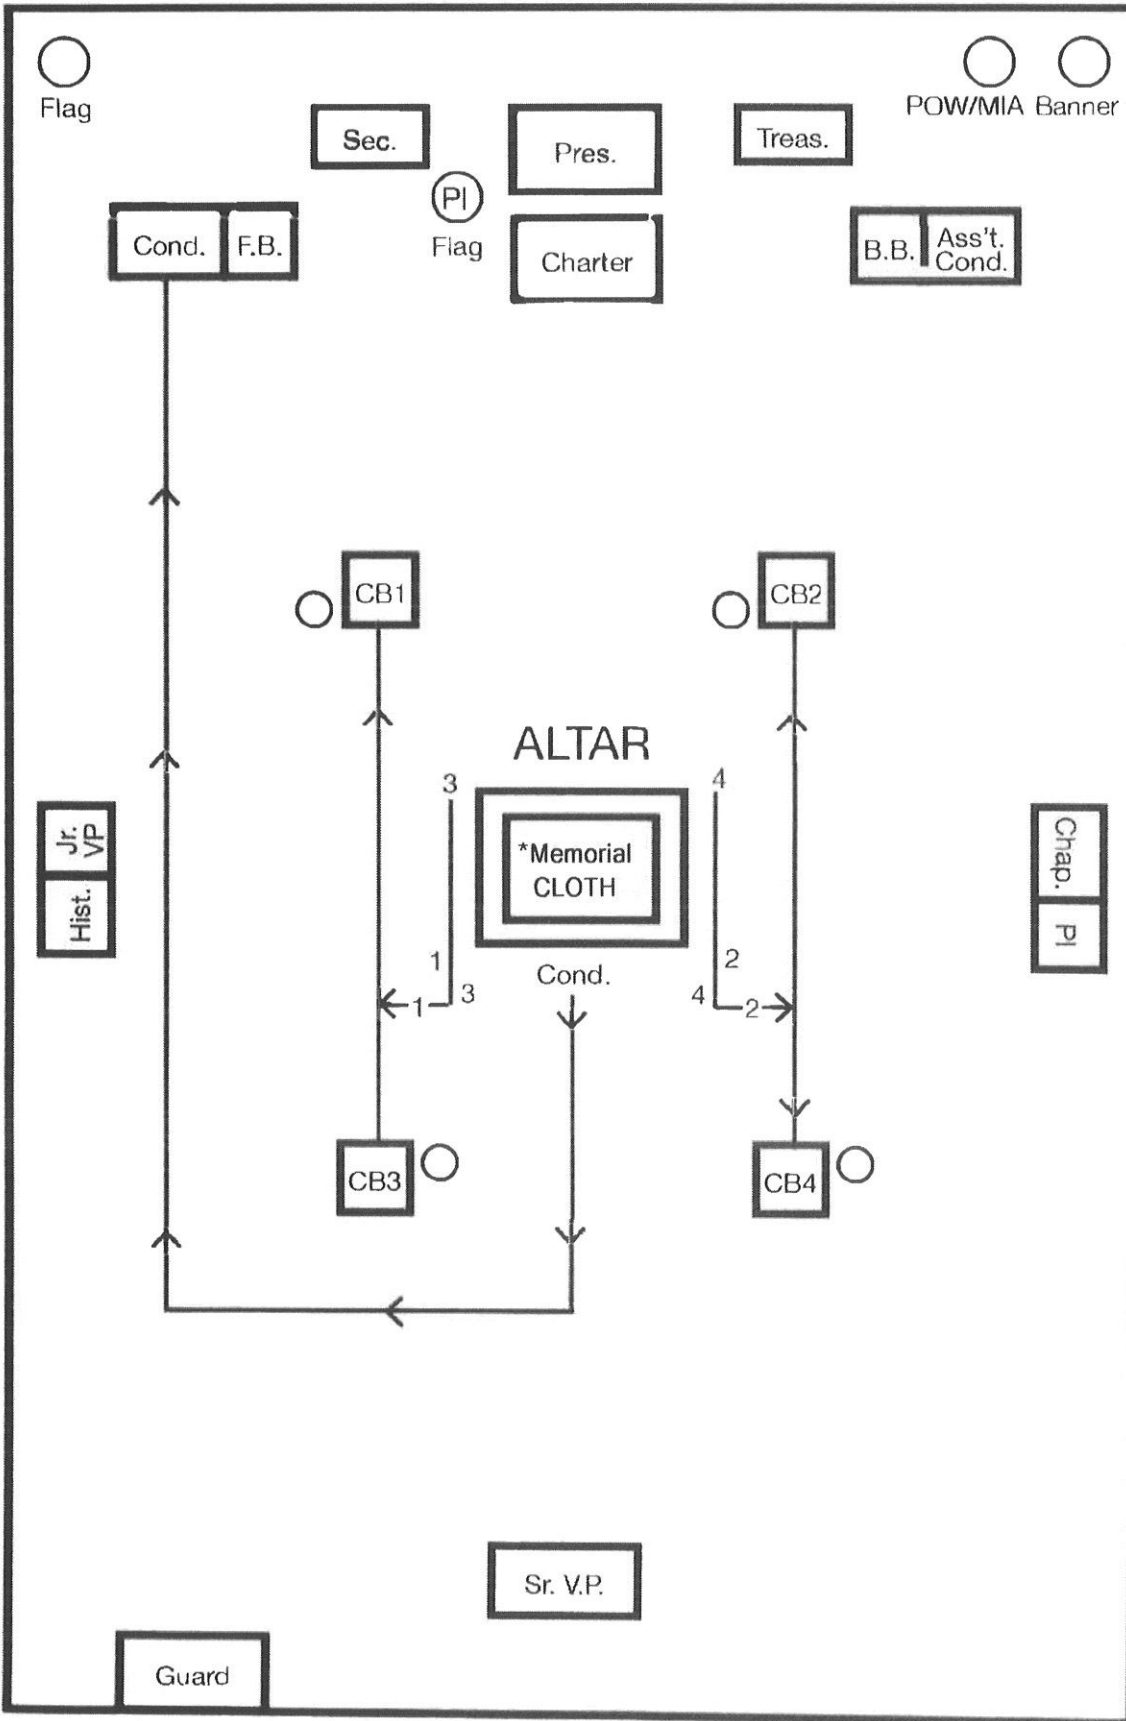 Flag
POW/MIA
Banner
Sec.
Pres.
Treas.
PI
Flag
Cond.
F.B.
Charter
B.B.
Ass't.
Cond.
CB1
CB2
ALTAR
3
4
*Memorial
CLOTH
Jr.
VP
Hist.
Chap.
PI
1
2
Cond.
1
3
4
2
CB3
CB4
Sr. V.P.
Guard